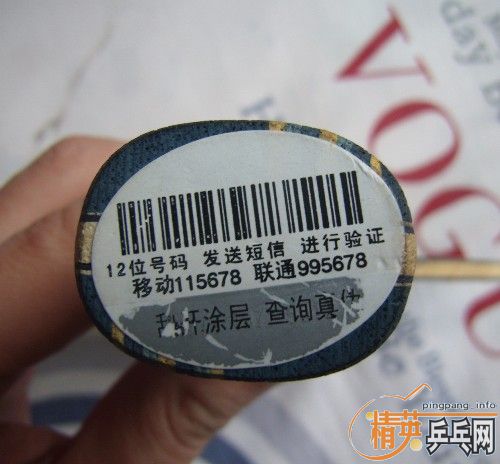 VOGU
12位号码 发送短信 进行验证
移动115678 联通995678
刮开涂层 查询真伪
pingpang_info
精英乒乓网